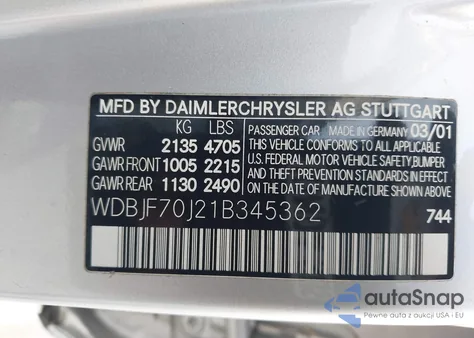 MFD BY DAIMLERCHRYSLER AG STUTTGART
KG LBS
GVWR 2135 4705
GAWR FRONT 1005 2215
GAWR REAR 1130 2490
PASSENGER CAR MADE IN GERMANY 03/01
THIS VEHICLE CONFORMS TO ALL APPLICABLE
U.S. FEDERAL MOTOR VEHICLE SAFETY, BUMPER
AND THEFT PREVENTION STANDARDS IN EFFECT
ON THE DATE OF MANUFACTURE SHOWN ABOVE
WDBJF70J21B345362
744
autoSnap
Pewne auta z USA i EU